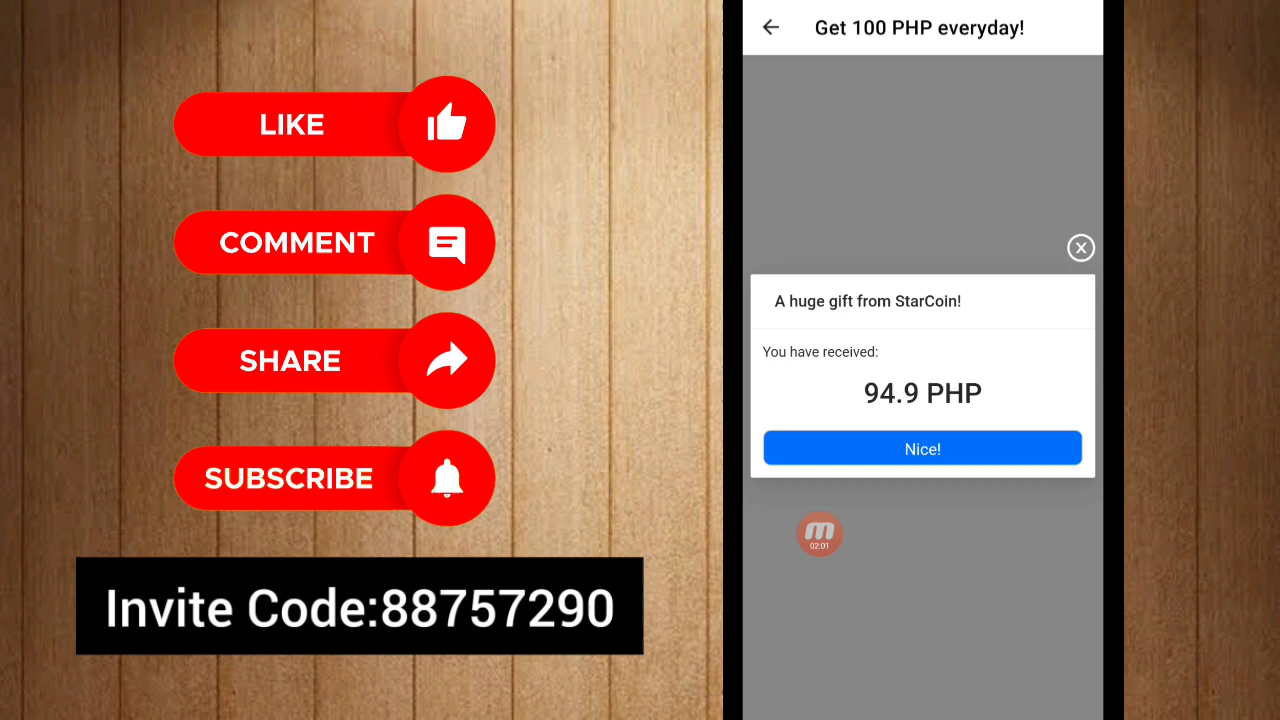 LIKE
COMMENT
SHARE
SUBSCRIBE
Invite Code:88757290
Get 100 PHP everyday!
A huge gift from StarCoin!
You have received:
94.9 PHP
Nice!
02:01